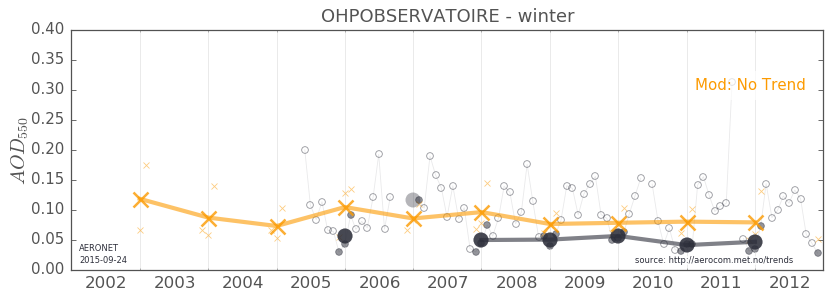 OHPOBSERVATOIRE - winter
0.40
0.35
0.30
0.25
0.20
0.15
0.10
0.05
0.00
AOD550
Mod: No Trend
AERONET
2015-09-24
source: http://aerocom.met.no/trends
2002 2003 2004 2005 2006 2007 2008 2009 2010 2011 2012